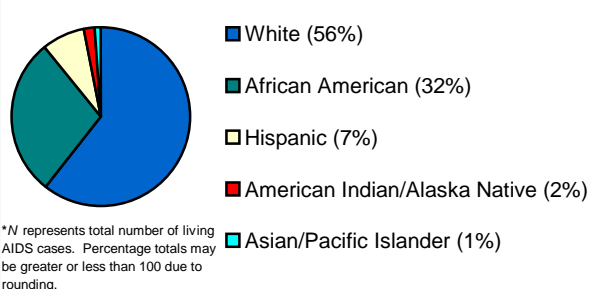 White (56%)
African American (32%)
Hispanic (7%)
American Indian/Alaska Native (2%)
Asian/Pacific Islander (1%)
*N represents total number of living
AIDS cases.  Percentage totals may
be greater or less than 100 due to
rounding.